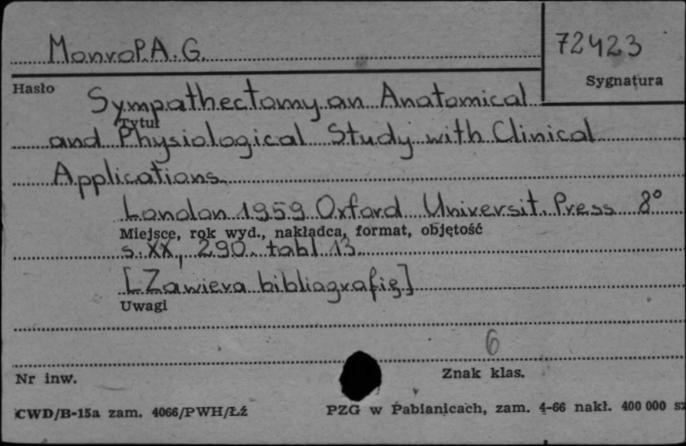 MonroP.A.G.
72423
Hasło
Sygnatura
Sympathectomy an Anatomical
Tytuł
and Physiological Study with Clinical
Applications
London 1959 Oxford Universit. Press 8°
Miejsce, rok wyd., nakładca, format, objętość
s. XX, 290 tabl 13
[Zawiera bibliografię]
Uwagi
6
Nr inw.
Znak klas.
CWD/B-15a zam. 4066/PWH/Łź
PZG w Pabianicach, zam. 4-66 nakł. 400 000 sz